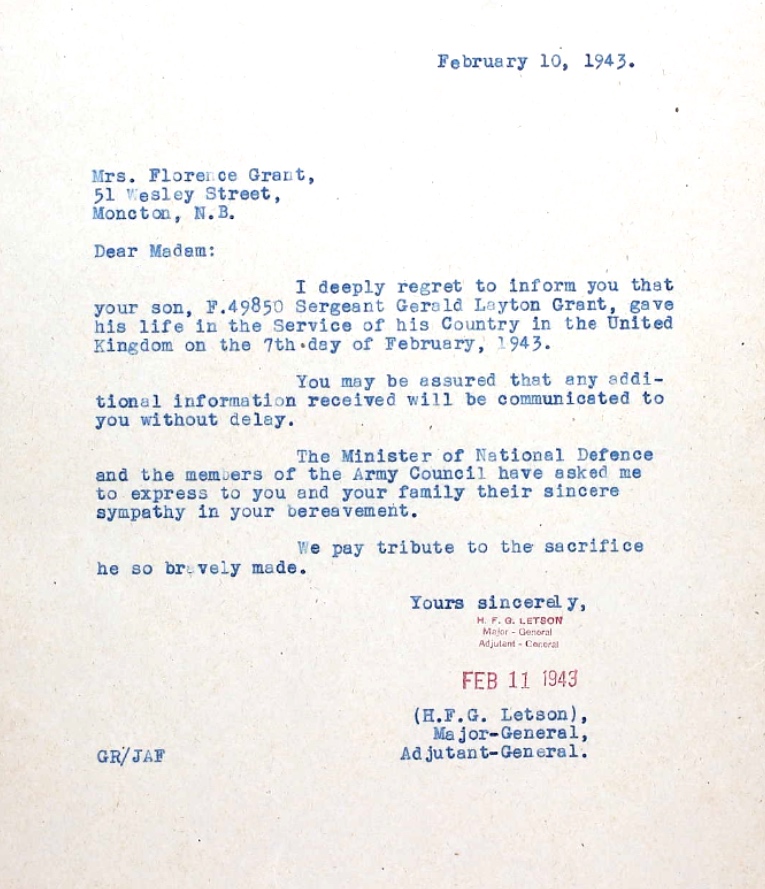 February 10, 1943.
Mrs. Florence Grant,
51 Wesley Street,
Moncton, N.B.
Dear Madam:
I deeply regret to inform you that
your son, F.49850 Sergeant Gerald Layton Grant, gave
his life in the Service of his Country in the United
Kingdom on the 7th day of February, 1943.
You may be assured that any addi-
tional information received will be communicated to
you without delay.
The Minister of National Defence
and the members of the Army Council have asked me
to express to you and your family their sincere
sympathy in your bereavement.
We pay tribute to the sacrifice
he so bravely made.
Yours sincerely,
H. F. G. LETSON
Major - General
Adjutant - General
FEB 11 1943
(H.F.G. Letson),
Major-General,
Adjutant-General.
GR/JAF